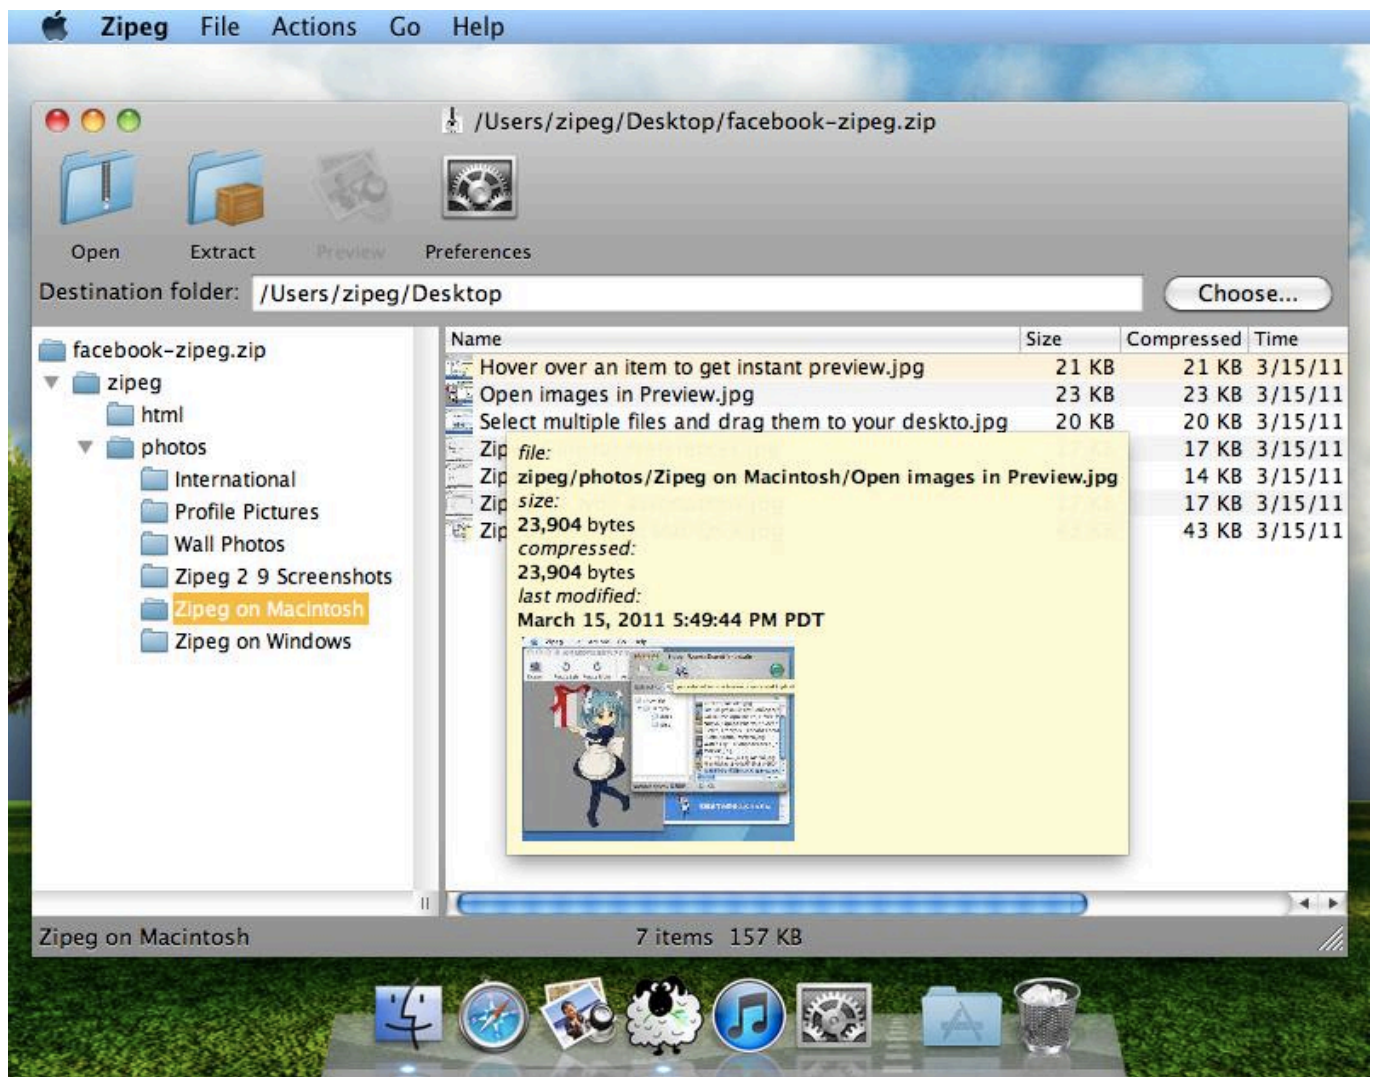 Zipeg File Actions Go Help
/Users/zipeg/Desktop/facebook-zipeg.zip
Open Extract Preview Preferences
Destination folder: /Users/zipeg/Desktop Choose...
facebook-zipeg.zip
zipeg
html
photos
International
Profile Pictures
Wall Photos
Zipeg 2 9 Screenshots
Zipeg on Macintosh
Zipeg on Windows
Name Size Compressed Time
Hover over an item to get instant preview.jpg 21 KB 21 KB 3/15/11
Open images in Preview.jpg 23 KB 23 KB 3/15/11
Select multiple files and drag them to your deskto.jpg 20 KB 20 KB 3/15/11
Zip 17 KB 3/15/11
Zip 14 KB 3/15/11
Zip 17 KB 3/15/11
Zip 43 KB 3/15/11
file:
zipeg/photos/Zipeg on Macintosh/Open images in Preview.jpg
size:
23,904 bytes
compressed:
23,904 bytes
last modified:
March 15, 2011 5:49:44 PM PDT
Zipeg on Macintosh 7 items 157 KB